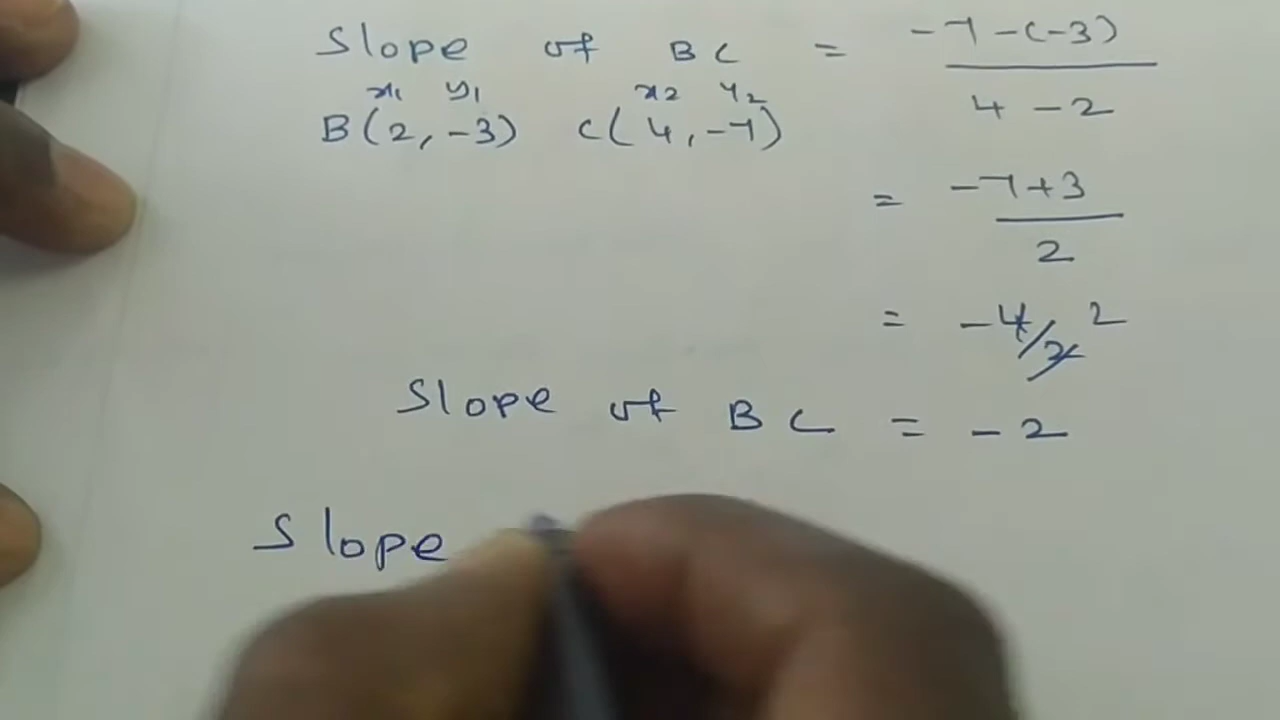 Slope of BC = -7-(-3)
4-2
x1 y1 x2 y2
B(2,-3) C(4,-7)
= -7+3
2
= -4/2 2
Slope of BC = -2
Slope